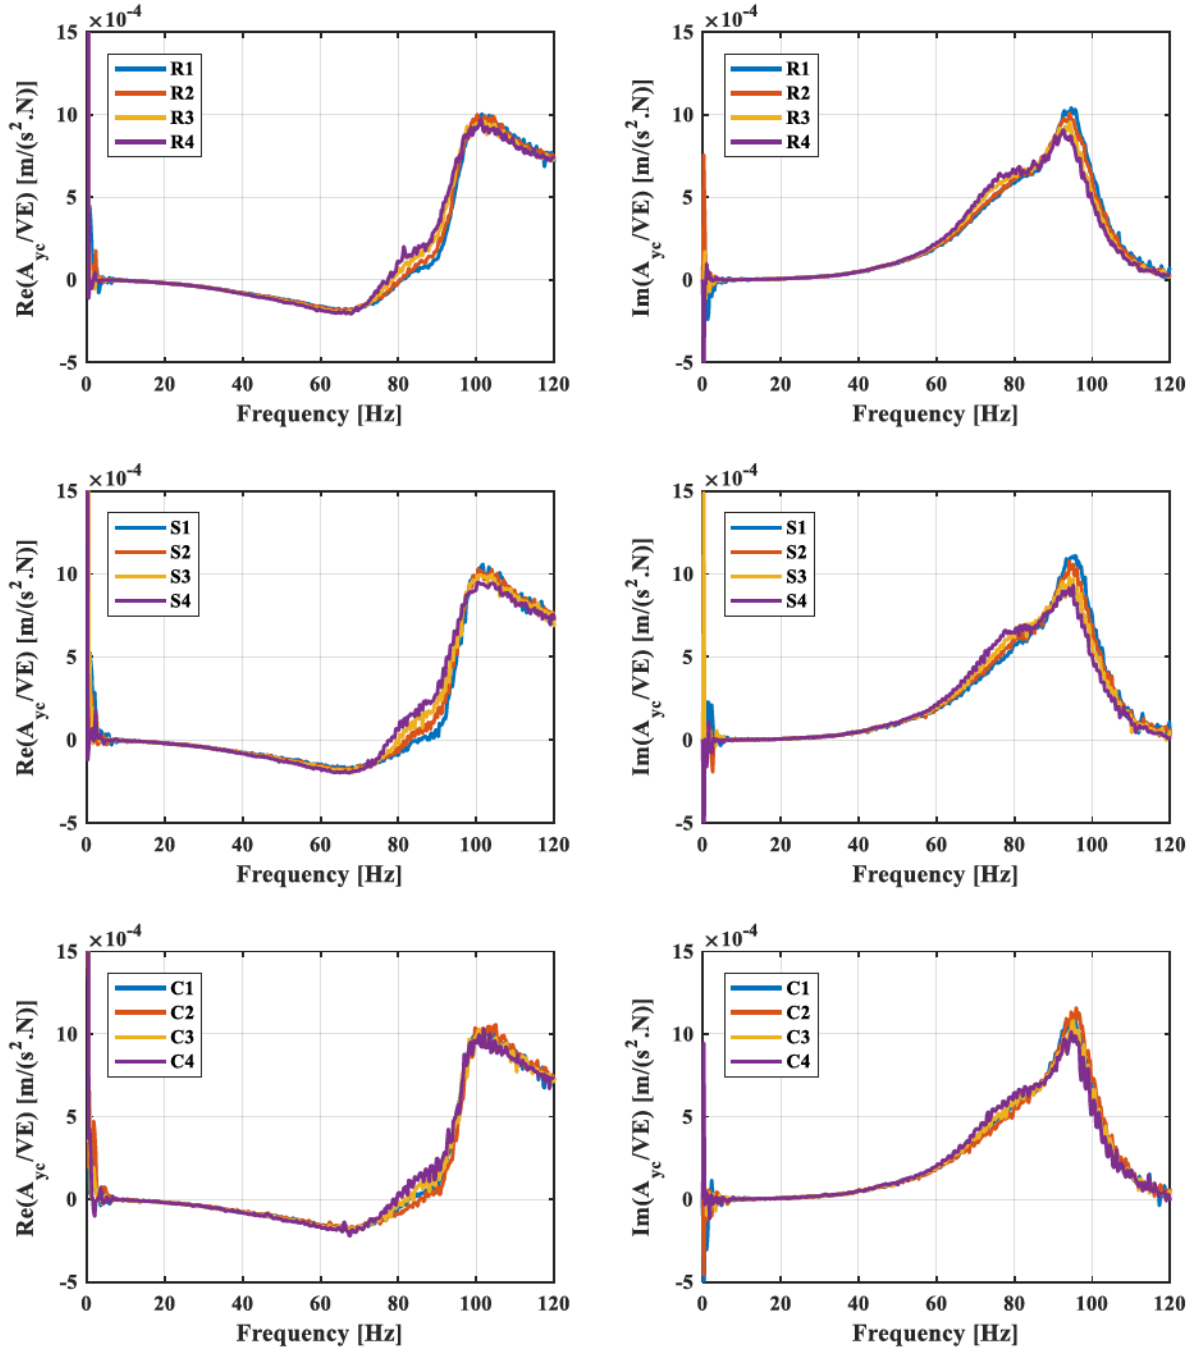 ×10⁻⁴
15
10
5
0
-5
Re(A_yc/VE) [m/(s².N)]
R1
R2
R3
R4
0 20 40 60 80 100 120
Frequency [Hz]
×10⁻⁴
15
10
5
0
-5
Im(A_yc/VE) [m/(s².N)]
R1
R2
R3
R4
0 20 40 60 80 100 120
Frequency [Hz]
×10⁻⁴
15
10
5
0
-5
Re(A_yc/VE) [m/(s².N)]
S1
S2
S3
S4
0 20 40 60 80 100 120
Frequency [Hz]
×10⁻⁴
15
10
5
0
-5
Im(A_yc/VE) [m/(s².N)]
S1
S2
S3
S4
0 20 40 60 80 100 120
Frequency [Hz]
×10⁻⁴
15
10
5
0
-5
Re(A_yc/VE) [m/(s².N)]
C1
C2
C3
C4
0 20 40 60 80 100 120
Frequency [Hz]
×10⁻⁴
15
10
5
0
-5
Im(A_yc/VE) [m/(s².N)]
C1
C2
C3
C4
0 20 40 60 80 100 120
Frequency [Hz]